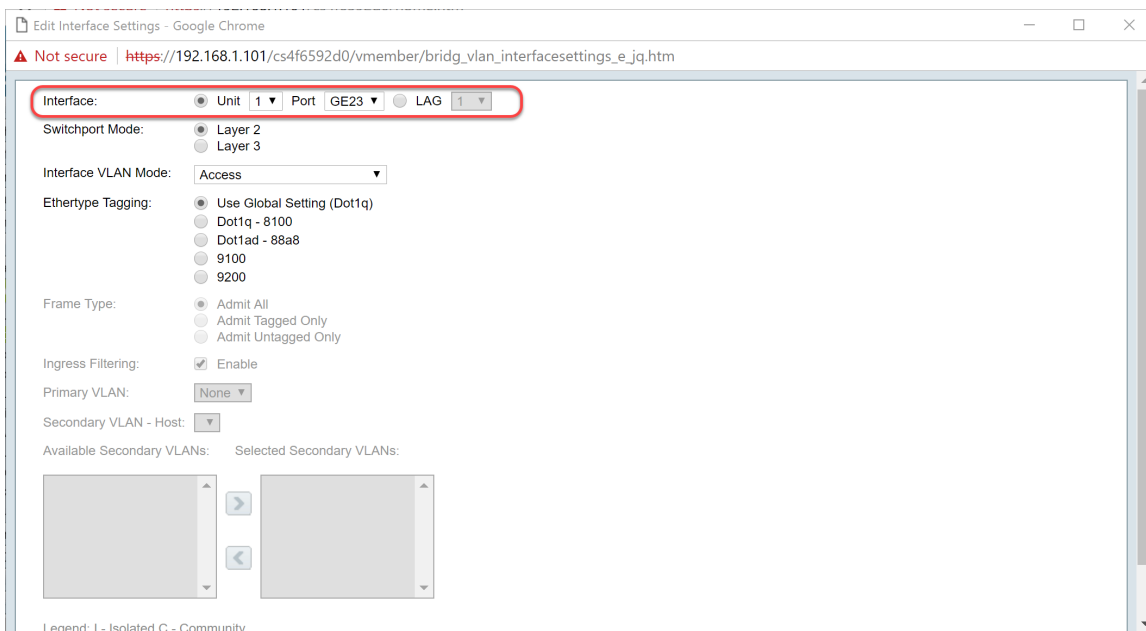 Edit Interface Settings - Google Chrome
Not secure https://192.168.1.101/cs4f6592d0/vmember/bridg_vlan_interfacesettings_e_jq.htm
Interface: Unit 1 Port GE23 LAG 1
Switchport Mode: Layer 2
Layer 3
Interface VLAN Mode: Access
Ethertype Tagging: Use Global Setting (Dot1q)
Dot1q - 8100
Dot1ad - 88a8
9100
9200
Frame Type: Admit All
Admit Tagged Only
Admit Untagged Only
Ingress Filtering: Enable
Primary VLAN: None
Secondary VLAN - Host:
Available Secondary VLANs: Selected Secondary VLANs:
Legend: I - Isolated C - Community